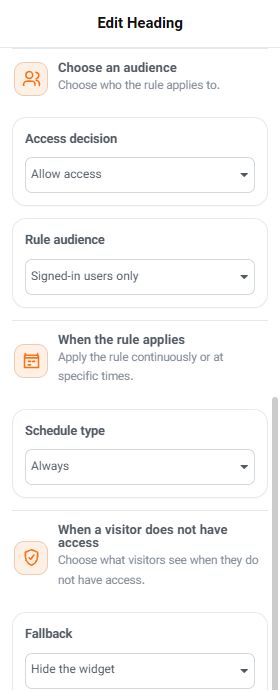 Edit Heading
Choose an audience
Choose who the rule applies to.
Access decision
Allow access
Rule audience
Signed-in users only
When the rule applies
Apply the rule continuously or at
specific times.
Schedule type
Always
When a visitor does not have
access
Choose what visitors see when they do
not have access.
Fallback
Hide the widget